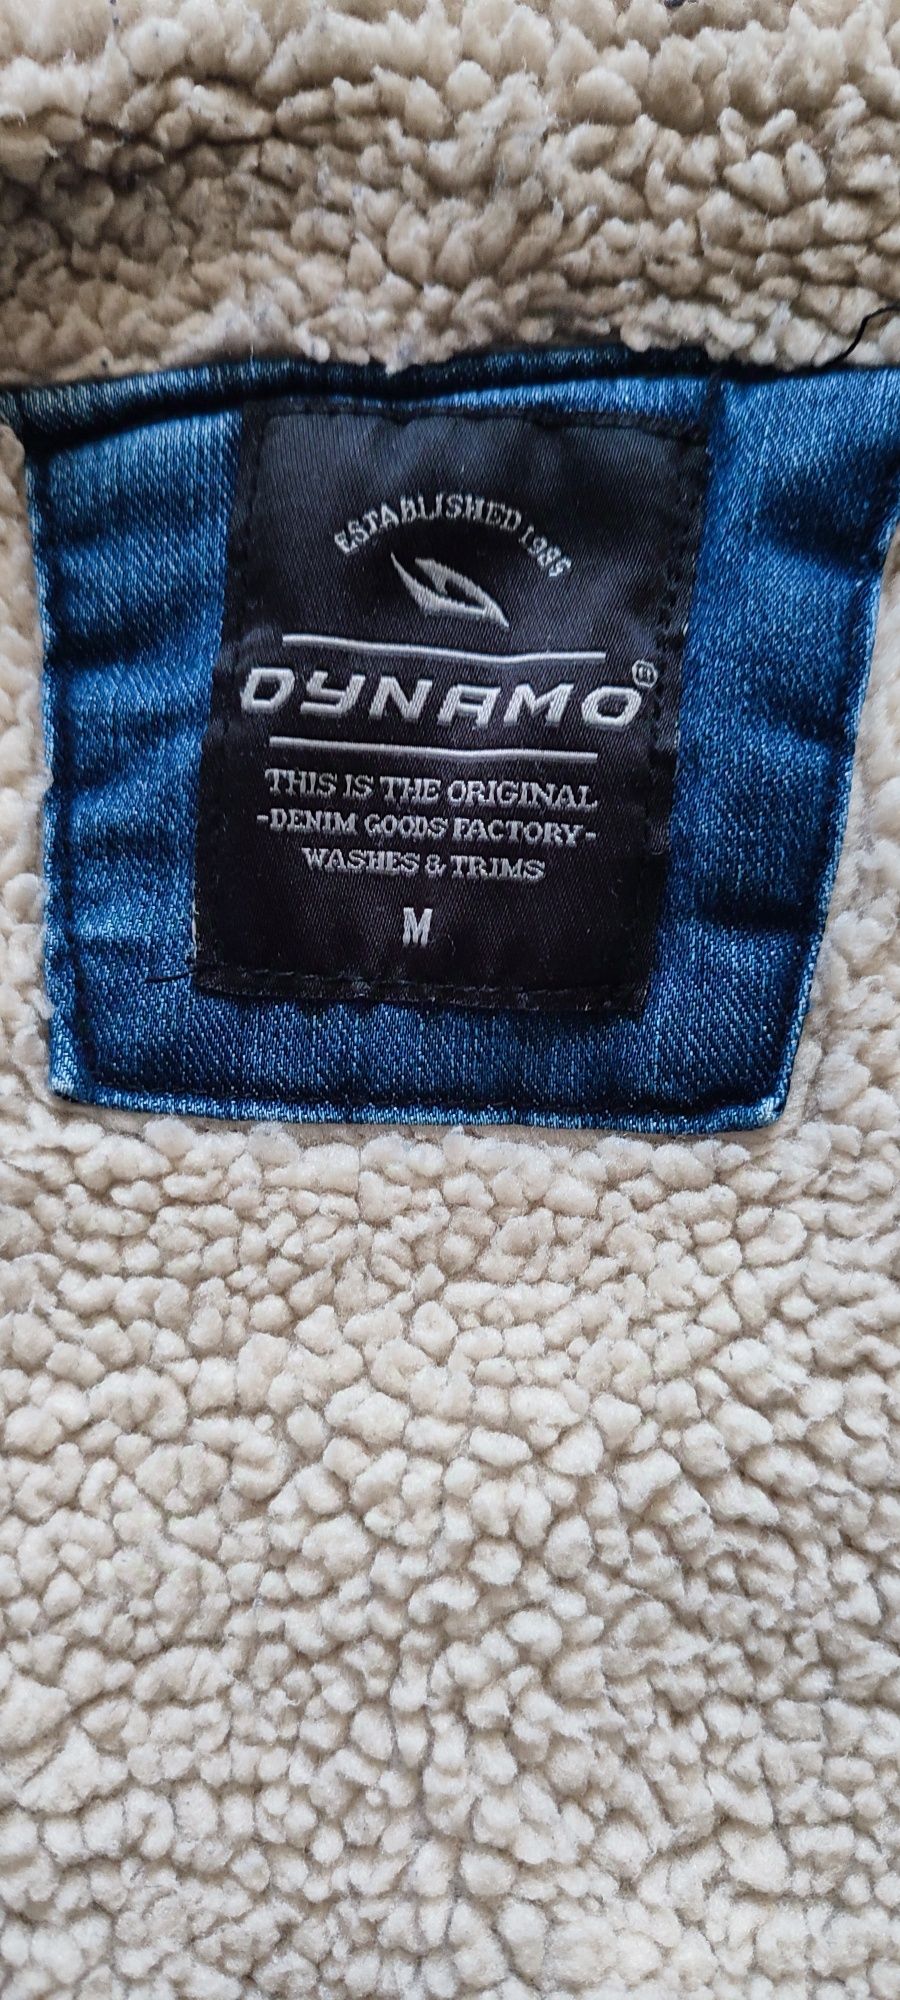 ESTABLISHED 1985
DYNAMO®
THIS IS THE ORIGINAL
-DENIM GOODS FACTORY-
WASHES & TRIMS
M